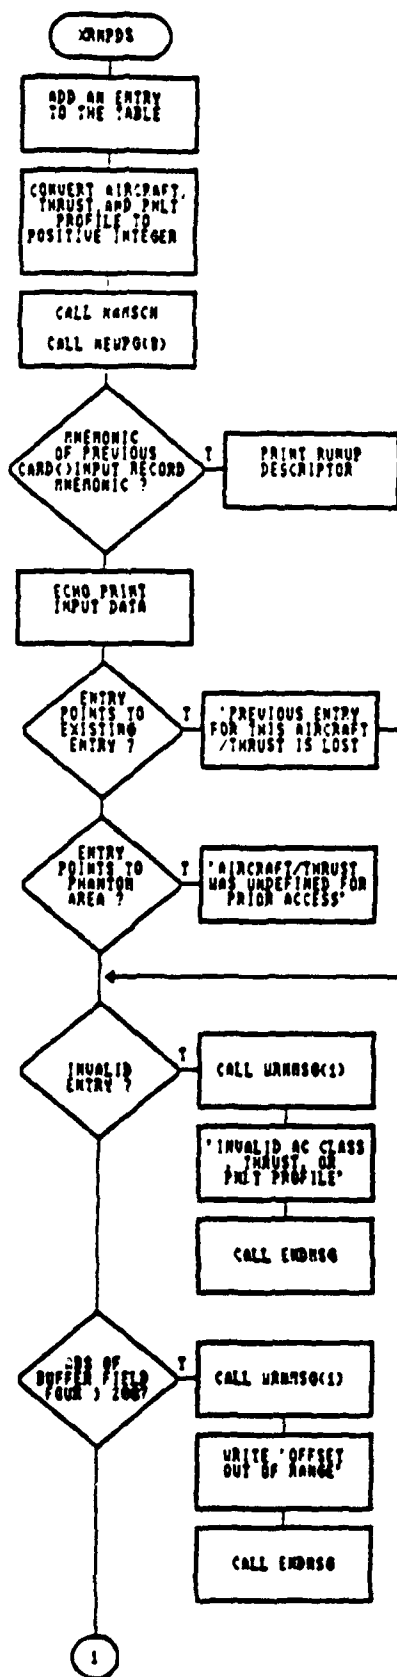 XRNPDS
ADD AN ENTRY
TO THE TABLE
CONVERT AIRCRAFT,
THRUST AND PNLT
PROFILE TO
POSITIVE INTEGER
CALL
CALL NEWPG(8)
MNEMONIC
OF PREVIOUS
CARD<>INPUT RECORD
MNEMONIC ?
T
PRINT RUNUP
DESCRIPTOR
ECHO PRINT
INPUT DATA
ENTRY
POINTS TO
EXISTING
ENTRY ?
T
'PREVIOUS ENTRY
FOR THIS AIRCRAFT
/THRUST IS LOST
ENTRY
POINTS TO
PHANTOM
AREA ?
T
'AIRCRAFT/THRUST
WAS UNDEFINED FOR
PRIOR ACCESS'
INVALID
ENTRY ?
T
CALL WRNMSG(1)
'INVALID AC CLASS
, THRUST, OR
PNLT PROFILE'
CALL ENDMSG
OF
BUFFER FIELD
FOUR >
T
CALL WRNMSG(1)
WRITE 'OFFSET
OUT OF RANGE'
CALL ENDMSG
1